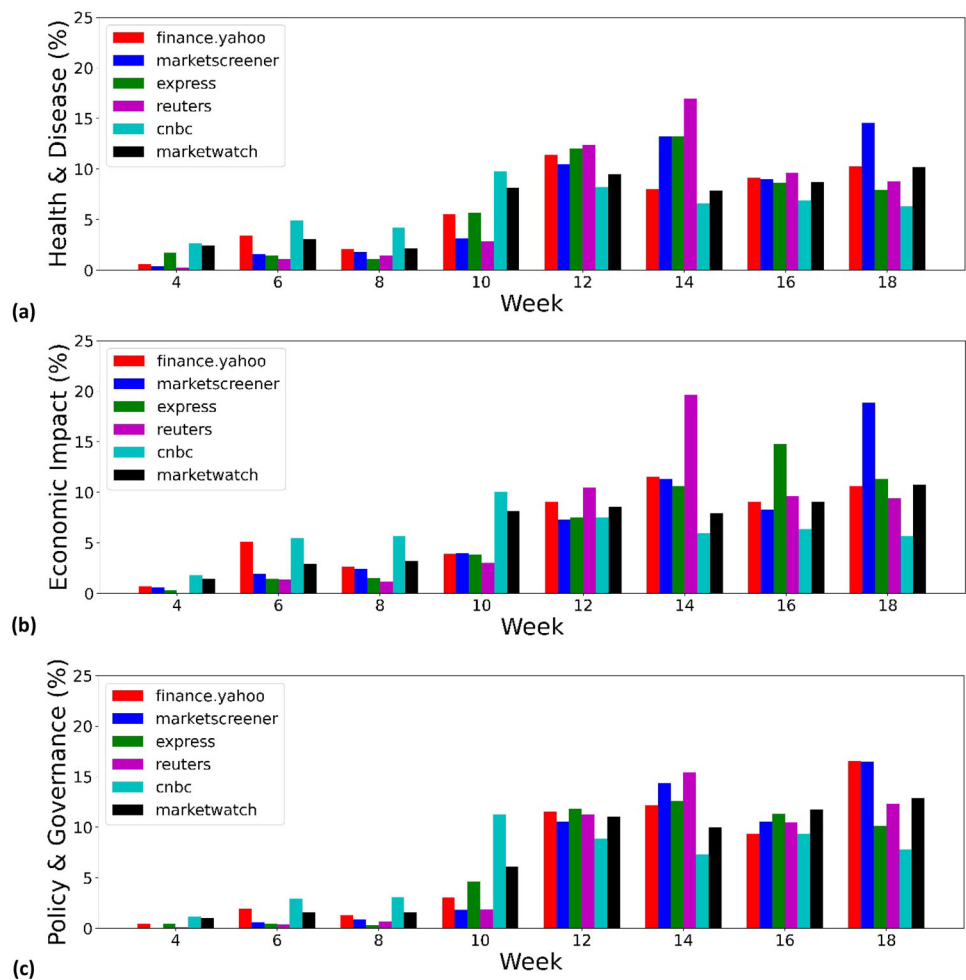 25
20
15
10
5
0
Health & Disease (%)
finance.yahoo
marketscreener
express
reuters
cnbc
marketwatch
4 6 8 10 12 14 16 18
Week
(a)
25
20
15
10
5
0
Economic Impact (%)
finance.yahoo
marketscreener
express
reuters
cnbc
marketwatch
4 6 8 10 12 14 16 18
Week
(b)
25
20
15
10
5
0
Policy & Governance (%)
finance.yahoo
marketscreener
express
reuters
cnbc
marketwatch
4 6 8 10 12 14 16 18
Week
(c)